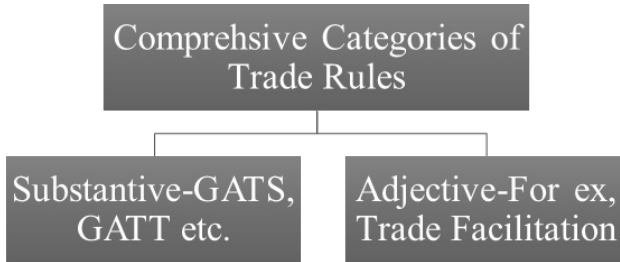 Comprehsive Categories of
Trade Rules
Substantive-GATS,
GATT etc.
Adjective-For ex,
Trade Facilitation